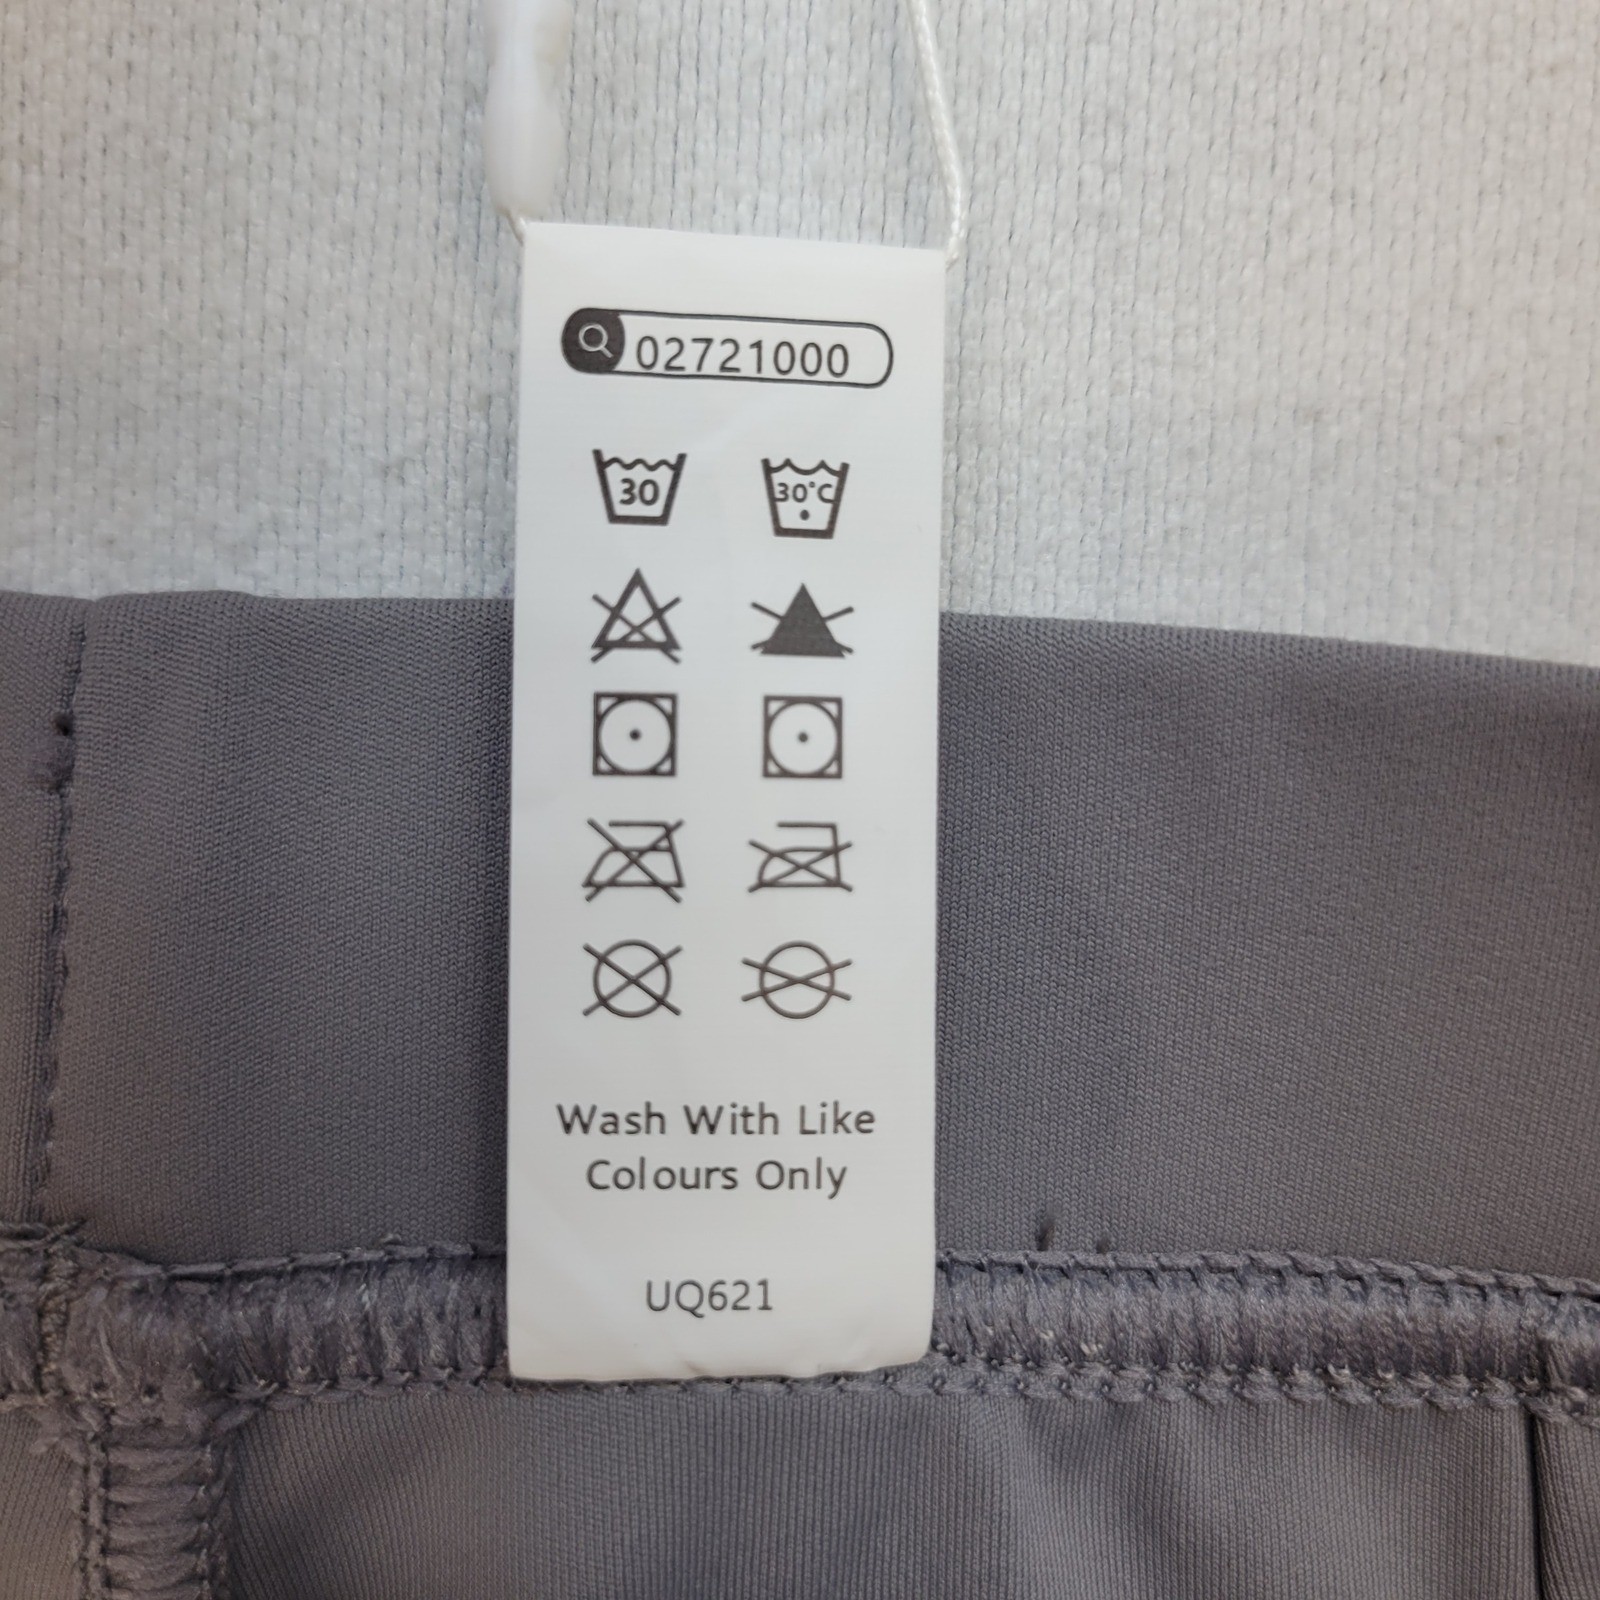 02721000
30 30°C
Wash With Like
Colours Only
UQ621